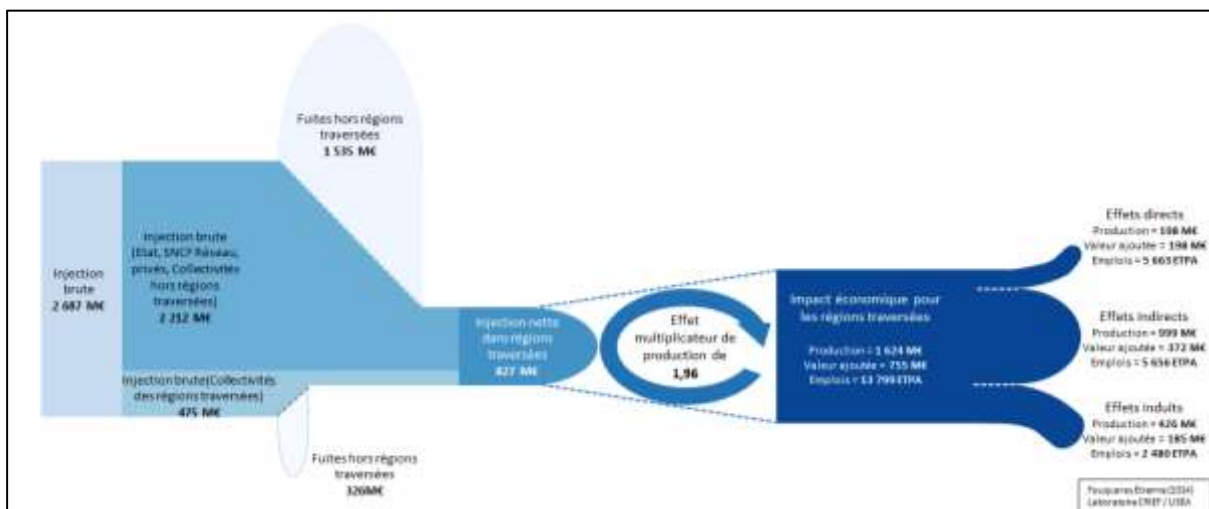 Fuites hors régions
traversées
1 535 M€
Injection
brute
2 687 M€
Injection brute
(Etat, SNCF Réseau,
privés, Collectivités
hors régions
traversées)
2 212 M€
Injection brute(Collectivités
des régions traversées)
475 M€
Fuites hors régions
traversées
326M€
Injection nette
dans régions
traversées
827 M€
Effet
multiplicateur de
production de
1,96
Impact économique pour
les régions traversées
Production = 1 624 M€
Valeur ajoutée = 755 M€
Emplois = 13 799 ETPA
Effets directs
Production = 198 M€
Valeur ajoutée = 198 M€
Emplois = 5 663 ETPA
Effets indirects
Production = 999 M€
Valeur ajoutée = 372 M€
Emplois = 5 656 ETPA
Effets induits
Production = 426 M€
Valeur ajoutée = 185 M€
Emplois = 2 480 ETPA
Etienne
Laboratoire